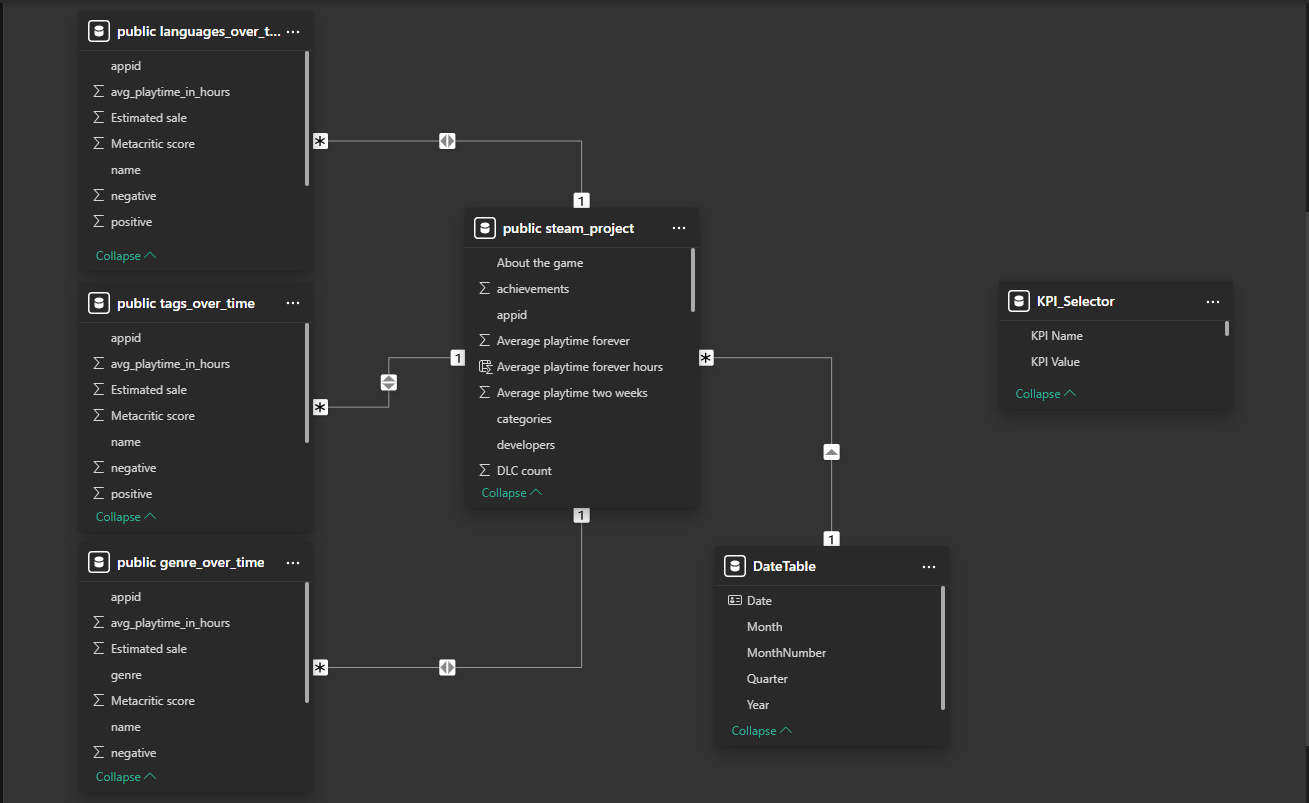 public languages_over_t...
appid
avg_playtime_in_hours
Estimated sale
Metacritic score
name
negative
positive
Collapse
public tags_over_time
appid
avg_playtime_in_hours
Estimated sale
Metacritic score
name
negative
positive
Collapse
public genre_over_time
appid
avg_playtime_in_hours
Estimated sale
genre
Metacritic score
name
negative
Collapse
*
1
*
1
*
1
public steam_project
About the game
achievements
appid
Average playtime forever
Average playtime forever hours
Average playtime two weeks
categories
developers
DLC count
Collapse
*
1
DateTable
Date
Month
MonthNumber
Quarter
Year
Collapse
KPI_Selector
KPI Name
KPI Value
Collapse